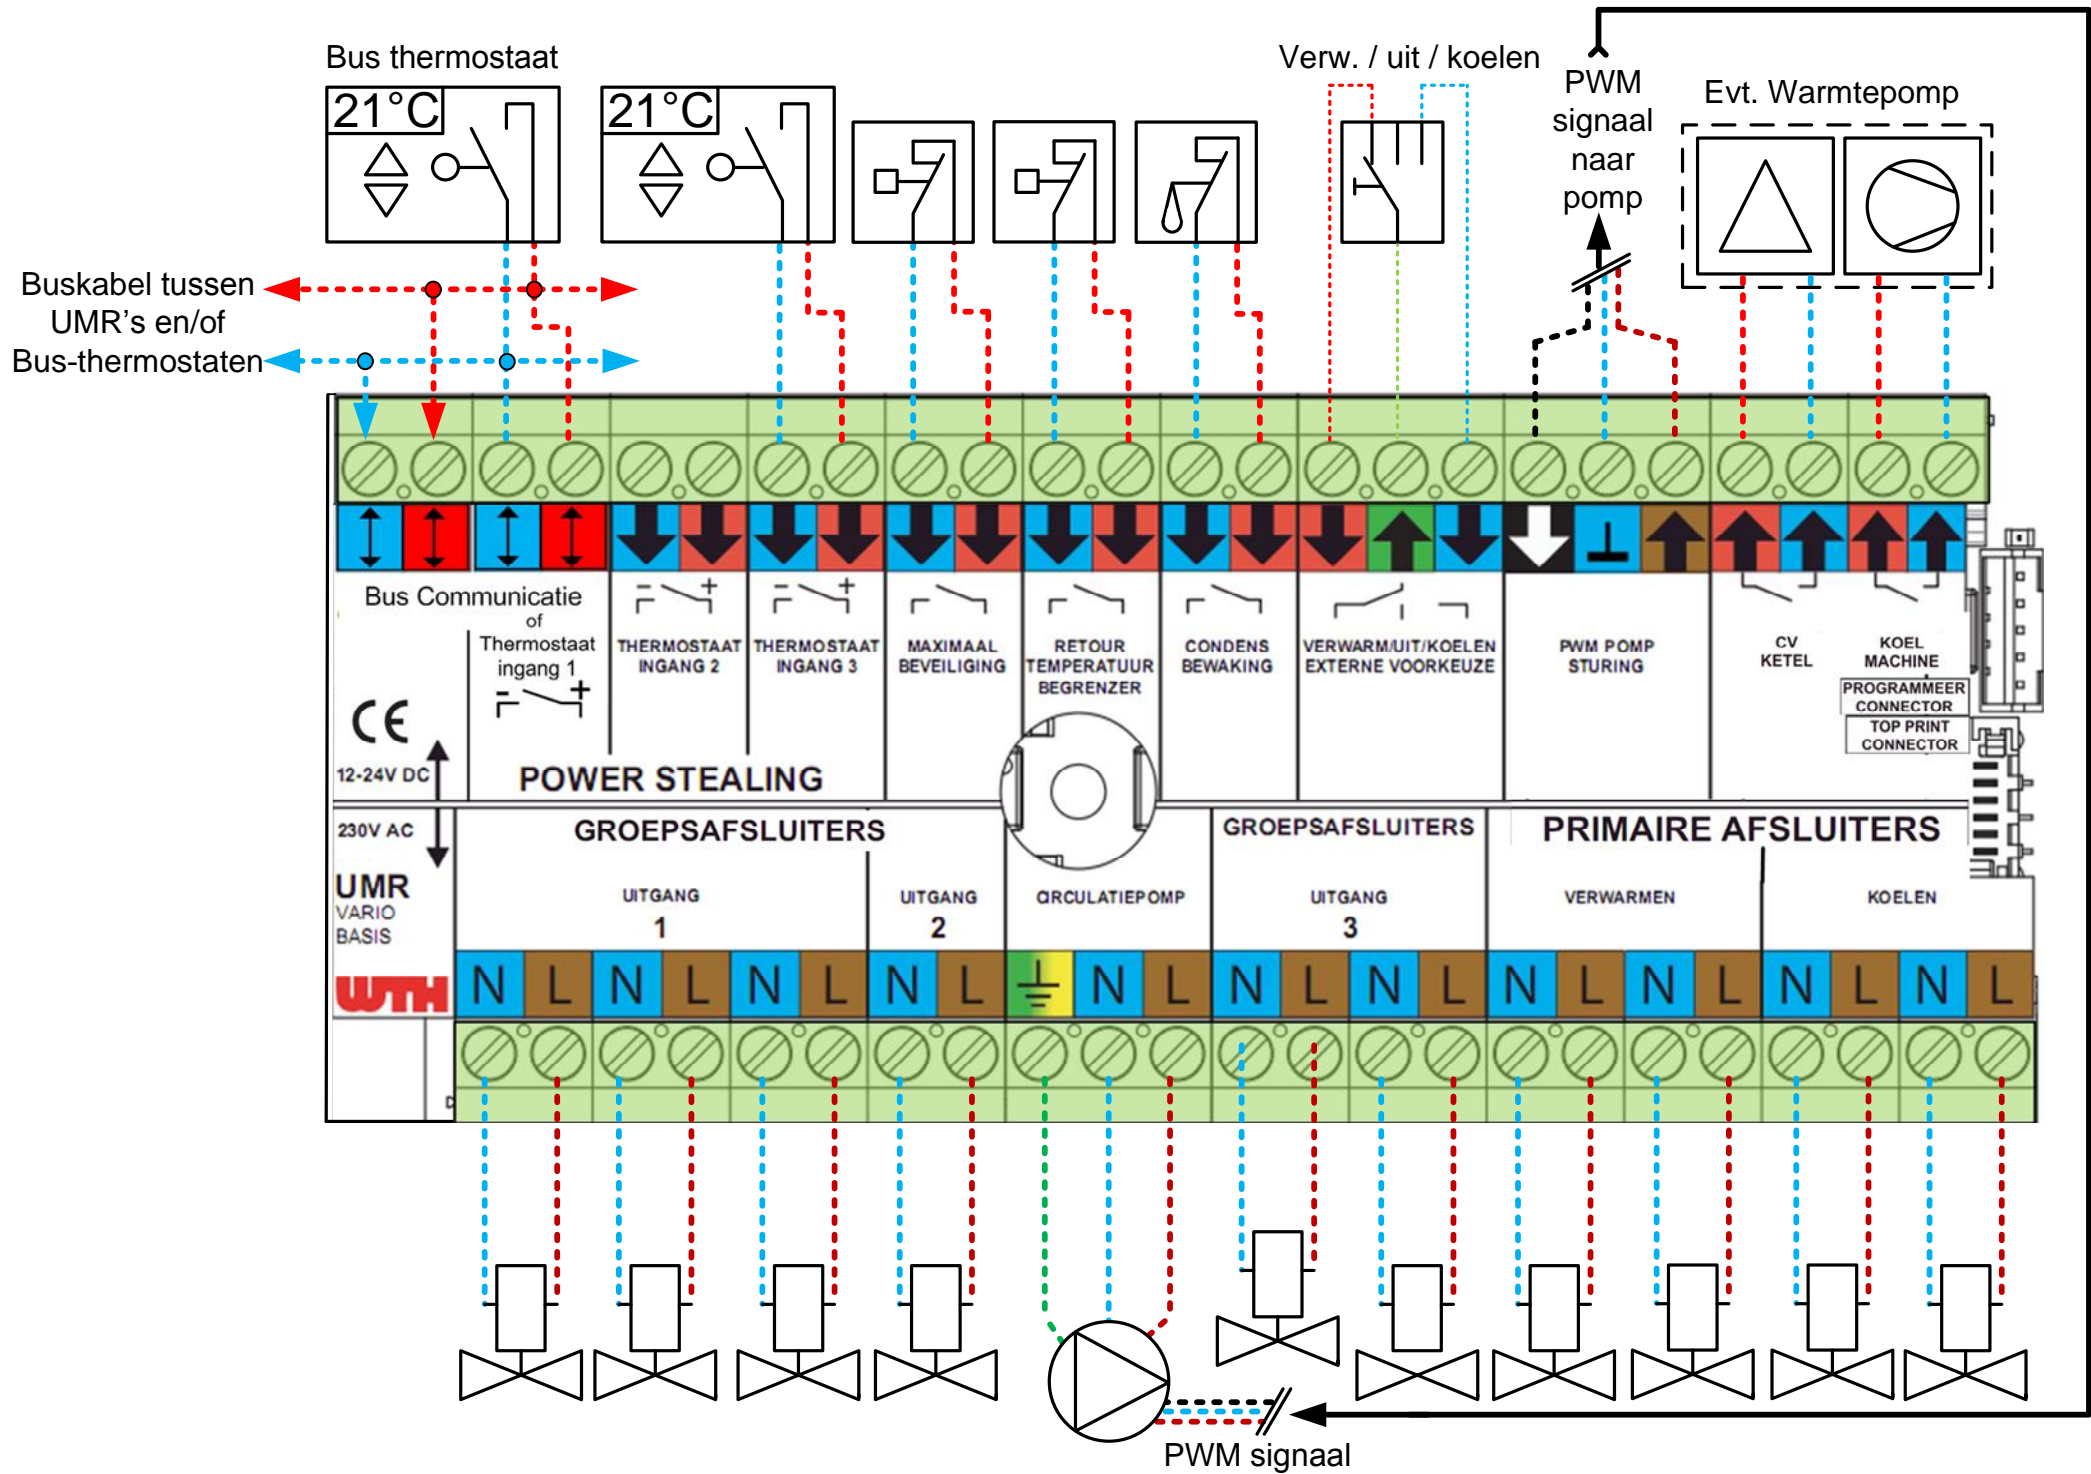 Bus thermostaat
Verw. / uit / koelen
PWM
signaal
naar
pomp
Evt. Warmtepomp
21°C
21°C
Buskabel tussen
UMR's en/of
Bus-thermostaten
Bus Communicatie
of
Thermostaat
ingang 1
- +
- +
THERMOSTAAT
INGANG 2
- +
THERMOSTAAT
INGANG 3
MAXIMAAL
BEVEILIGING
RETOUR
TEMPERATUUR
BEGRENZER
CONDENS
BEWAKING
VERWARM/UIT/KOELEN
EXTERNE VOORKEUZE
PWM POMP
STURING
CV
KETEL
KOEL
MACHINE
PROGRAMMEER
CONNECTOR
TOP PRINT
CONNECTOR
CE
12-24V DC
POWER STEALING
230V AC
GROEPSAFSLUITERS
GROEPSAFSLUITERS
PRIMAIRE AFSLUITERS
UMR
VARIO
BASIS
UITGANG
1
UITGANG
2
CIRCULATIEPOMP
UITGANG
3
VERWARMEN
KOELEN
WTH
N L N L N L N L N L N L N L N L N L N L N L
PWM signaal